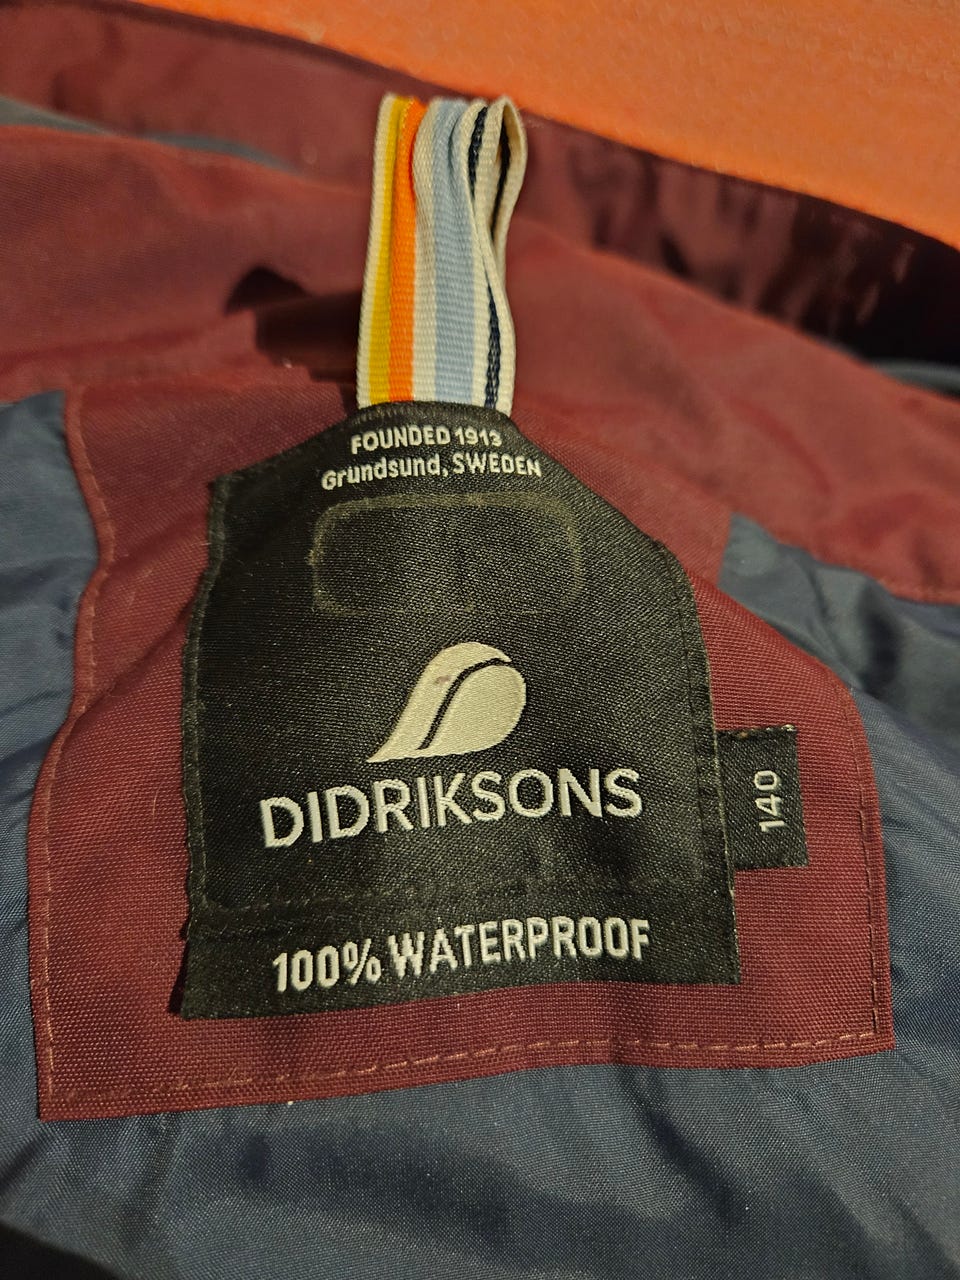 FOUNDED 1913
Grundsund, SWEDEN
DIDRIKSONS
140
100% WATERPROOF